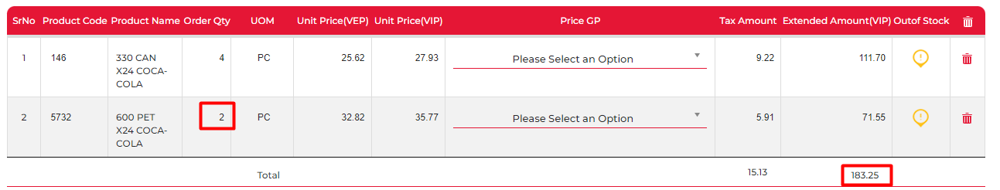 SrNo Product Code Product Name Order Qty UOM Unit Price(VEP) Unit Price(VIP) Price GP Tax Amount Extended Amount(VIP) Outof Stock
1 146 330 CAN 4 PC 25.62 27.93 Please Select an Option 9.22 111.70
X24 COCA-
COLA
2 5732 600 PET 2 PC 32.82 35.77 Please Select an Option 5.91 71.55
X24 COCA-
COLA
Total 15.13 183.25